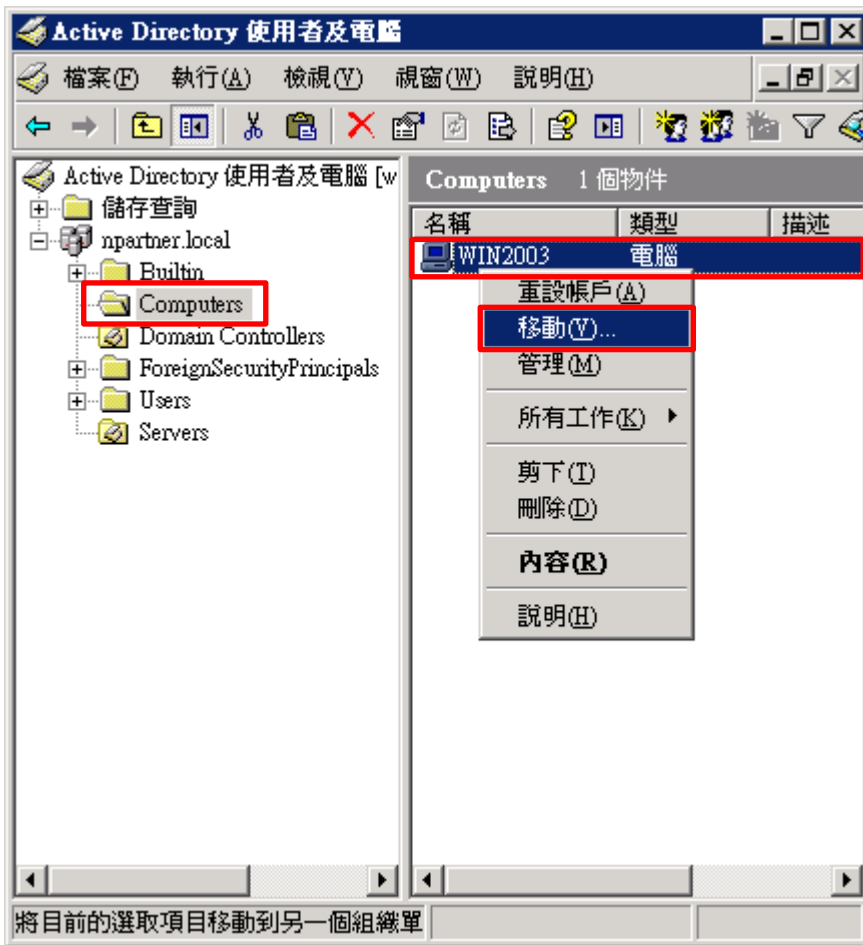 Active Directory 使用者及電腦
檔案(F) 執行(A) 檢視(V) 視窗(W) 說明(H)
Active Directory 使用者及電腦 [w
儲存查詢
npartner.local
Builtin
Computers
Domain Controllers
ForeignSecurityPrincipals
Users
Servers
Computers 1 個物件
名稱 類型 描述
WIN2003 電腦
重設帳戶(A)
移動(V)...
管理(M)
所有工作(K)
剪下(T)
刪除(D)
內容(R)
說明(H)
將目前的選取項目移動到另一個組織單